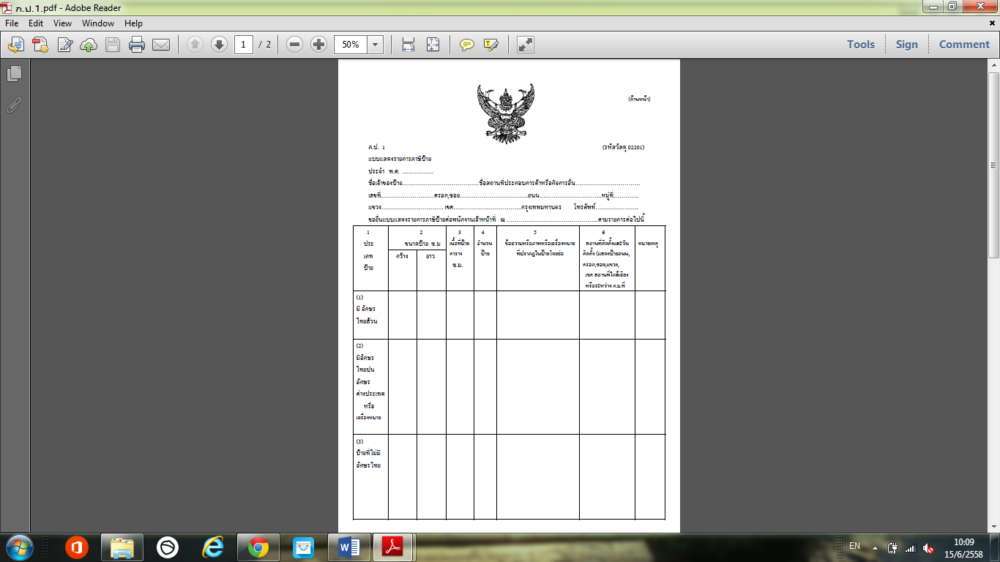 ภ.ป.1.pdf - Adobe Reader
File Edit View Window Help
1 / 2 50% Tools Sign Comment
(ด้านหน้า)
ภ.ป. 1 (รหัสวัสดุ 02201)
แบบแสดงรายการภาษีป้าย
ประจำ พ.ศ. ................
ชื่อเจ้าของป้าย.......................................ชื่อสถานที่ประกอบการค้าหรือกิจการอื่น.................................
เลขที่...........................ตรอก,ซอย...................................ถนน................................หมู่ที่.............
แขวง................................เขต...................................กรุงเทพมหานคร โทรศัพท์......................
ขอยื่นแบบแสดงรายการภาษีป้ายต่อพนักงานเจ้าหน้าที่ ณ ...............................................ตามรายการต่อไปนี้
1 2 3 4 5 6
ประ ขนาดป้าย ซ.ม เนื้อที่ป้าย จำนวน ข้อความหรือภาพหรือเครื่องหมาย สถานที่ติดตั้งและวัน หมายเหตุ
เภท กว้าง ยาว ตาราง ป้าย ที่ปรากฏในป้ายโดยย่อ ติดตั้ง (แสดงป้ายถนน,
ป้าย ซ.ม. ตรอก,ซอย,แขวง,
เขต สถานที่ใกล้เคียง
หรือระหว่าง ก.ม.ที่
(1)
มี อักษร
ไทยล้วน
(2)
มีอักษร
ไทยปน
อักษร
ต่างประเทศ
หรือ
เครื่องหมาย
(3)
ป้ายที่ไม่มี
อักษรไทย
EN 10:09
15/6/2558